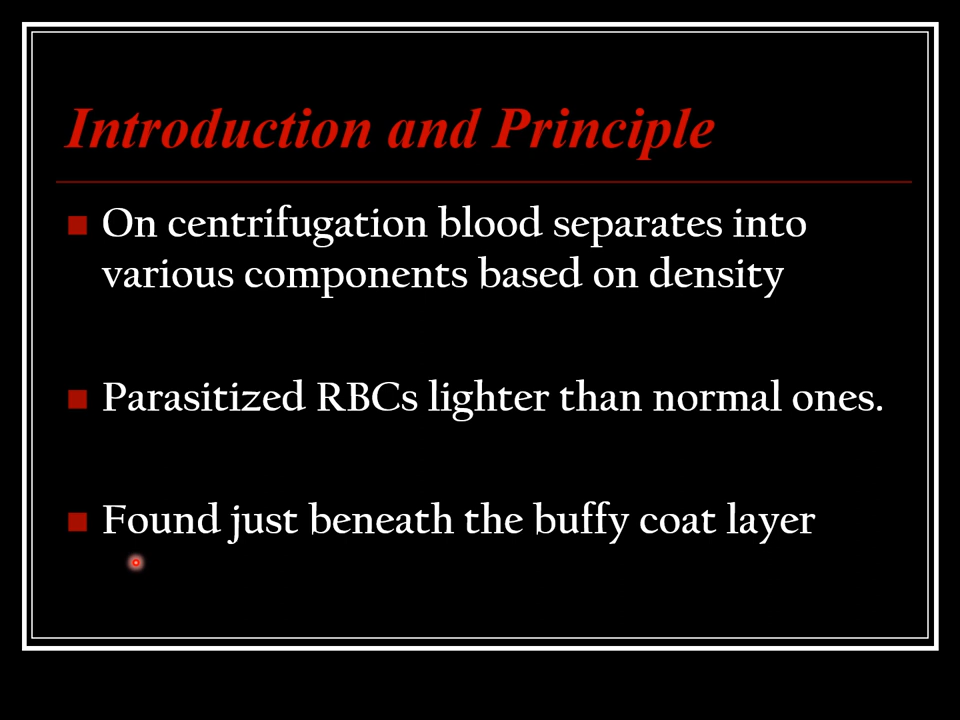 Introduction and Principle
On centrifugation blood separates into
various components based on density
Parasitized RBCs lighter than normal ones.
Found just beneath the buffy coat layer